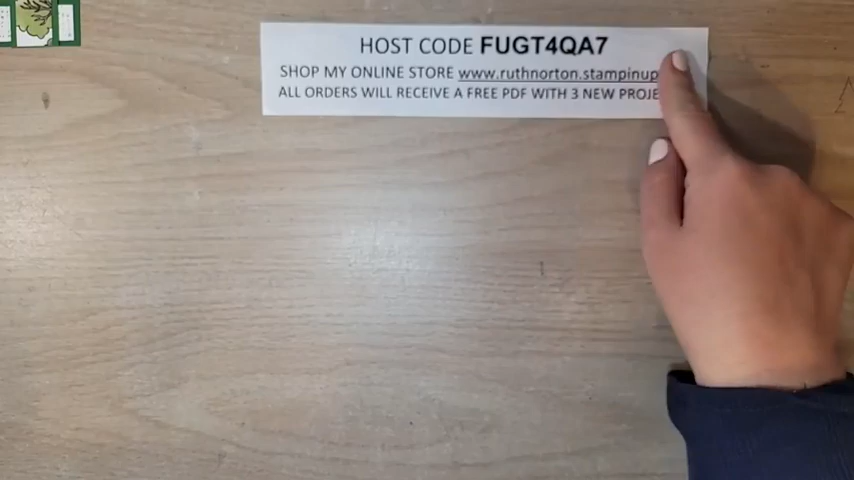 HOST CODE FUGT4QA7
SHOP MY ONLINE STORE www.ruthnorton.stampinup
ALL ORDERS WILL RECEIVE A FREE PDF WITH 3 NEW